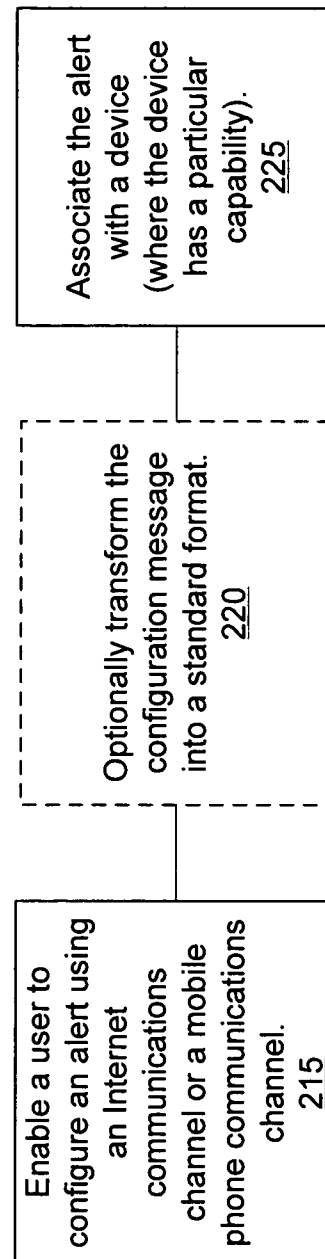 Enable a user to
configure an alert using
an Internet
communications
channel or a mobile
phone communications
channel.
215
Optionally transform the
configuration message
into a standard format.
220
Associate the alert
with a device
(where the device
has a particular
capability).
225